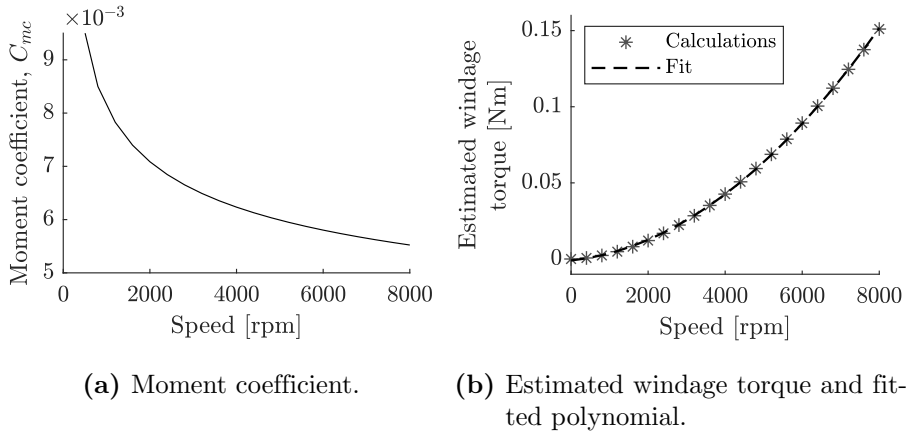 ×10⁻³
9
8
7
6
5
Moment coefficient, C_mc
0 2000 4000 6000 8000
Speed [rpm]
(a) Moment coefficient.
0.15
0.1
0.05
0
Estimated windage
torque [Nm]
Calculations
Fit
0 2000 4000 6000 8000
Speed [rpm]
(b) Estimated windage torque and fit-
ted polynomial.